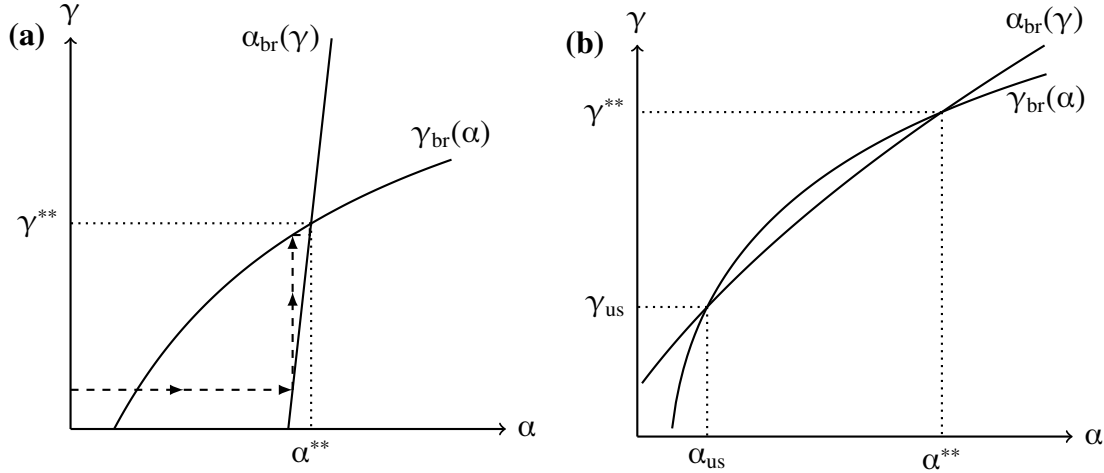 (a)
γ
α_br(γ)
γ_br(α)
γ**
α**
α
(b)
γ
α_br(γ)
γ_br(α)
γ**
γ_us
α_us
α**
α